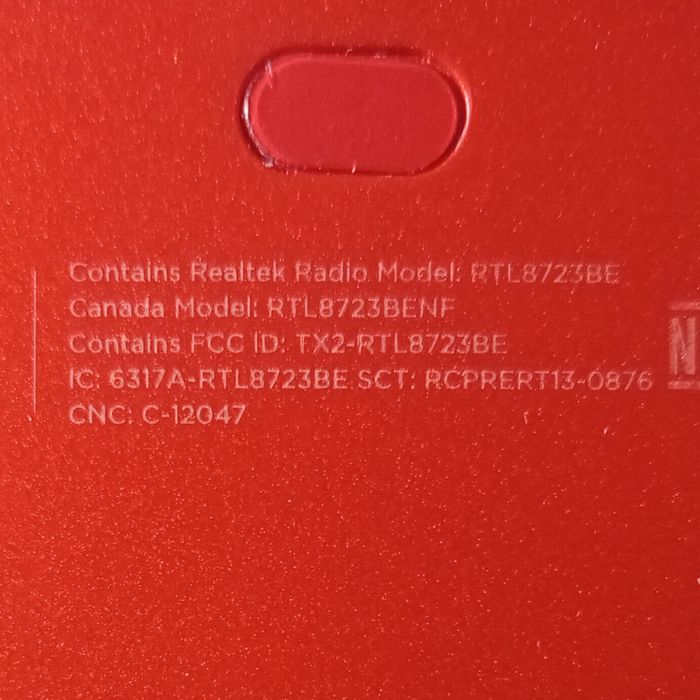 Contains Realtek Radio Model: RTL8723BE
Canada Model: RTL8723BENF
Contains FCC ID: TX2-RTL8723BE
IC: 6317A-RTL8723BE SCT: RCPRERT13-0876
CNC: C-12047
N